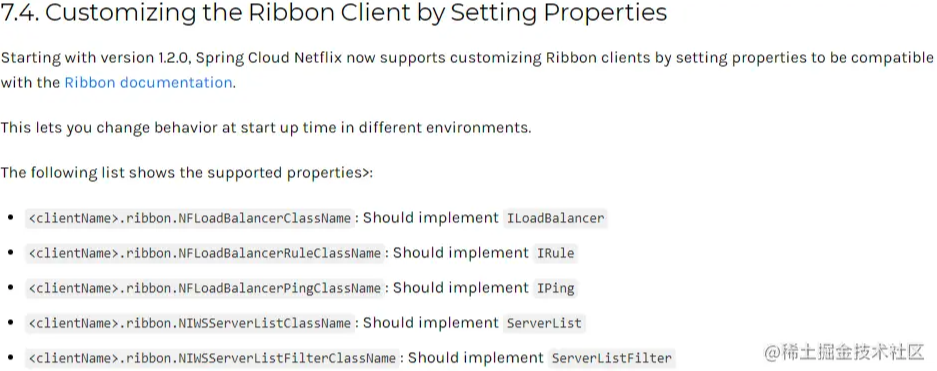 7.4. Customizing the Ribbon Client by Setting Properties
Starting with version 1.2.0, Spring Cloud Netflix now supports customizing Ribbon clients by setting properties to be compatible
with the Ribbon documentation.
This lets you change behavior at start up time in different environments.
The following list shows the supported properties>:
• <clientName>.ribbon.NFLoadBalancerClassName: Should implement ILoadBalancer
• <clientName>.ribbon.NFLoadBalancerRuleClassName: Should implement IRule
• <clientName>.ribbon.NFLoadBalancerPingClassName: Should implement IPing
• <clientName>.ribbon.NIWSServerListClassName: Should implement ServerList
• <clientName>.ribbon.NIWSServerListFilterClassName: Should implement ServerListFilter
@稀土掘金技术社区